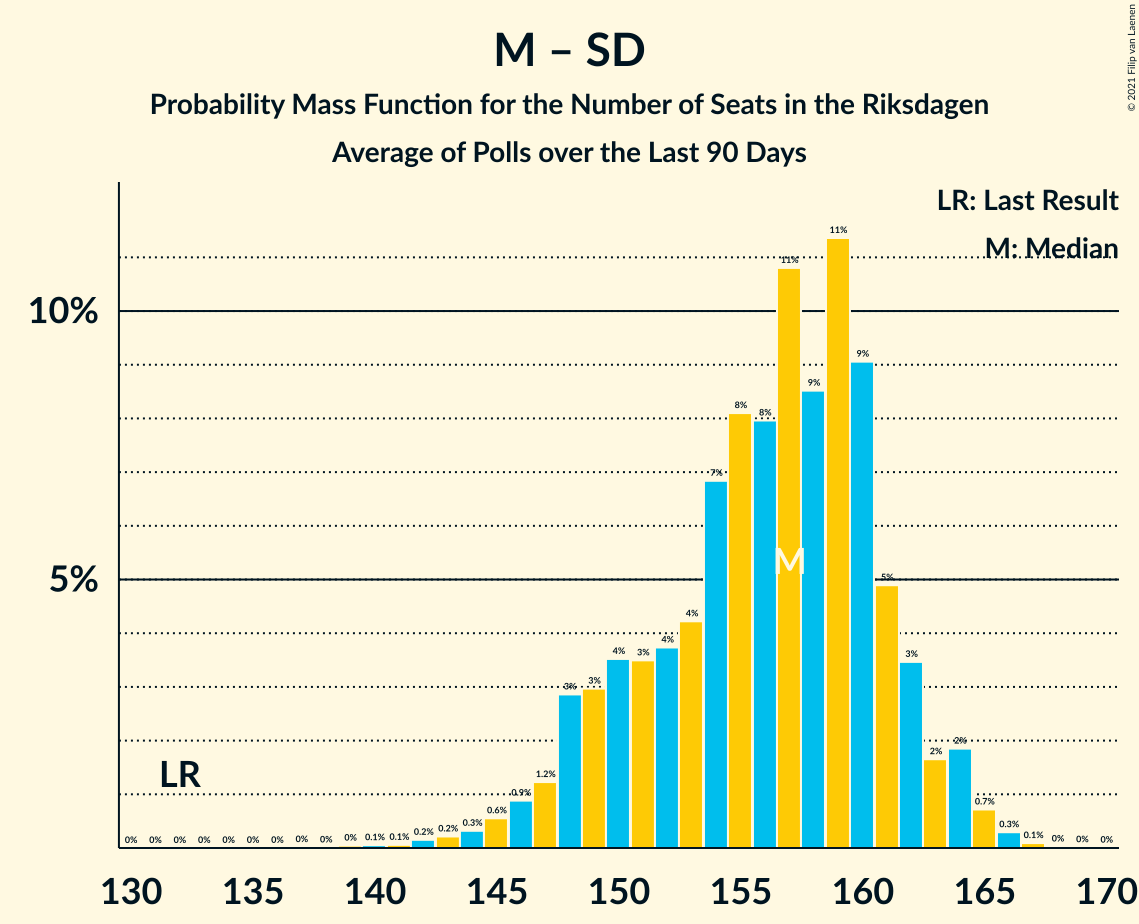 M – SD
Probability Mass Function for the Number of Seats in the Riksdagen
Average of Polls over the Last 90 Days
© 2021 Filip van Laenen
LR: Last Result
M: Median
10%
5%
0% 0% 0% 0% 0% 0% 0% 0% 0% 0% 0.1% 0.1% 0.2% 0.2% 0.3% 0.6% 0.9% 1.2% 3% 3% 4% 3% 4% 4% 7% 8% 8% 11% 9% 11% 9% 5% 3% 2% 2% 0.7% 0.3% 0.1% 0% 0% 0%
M
LR
130 135 140 145 150 155 160 165 170